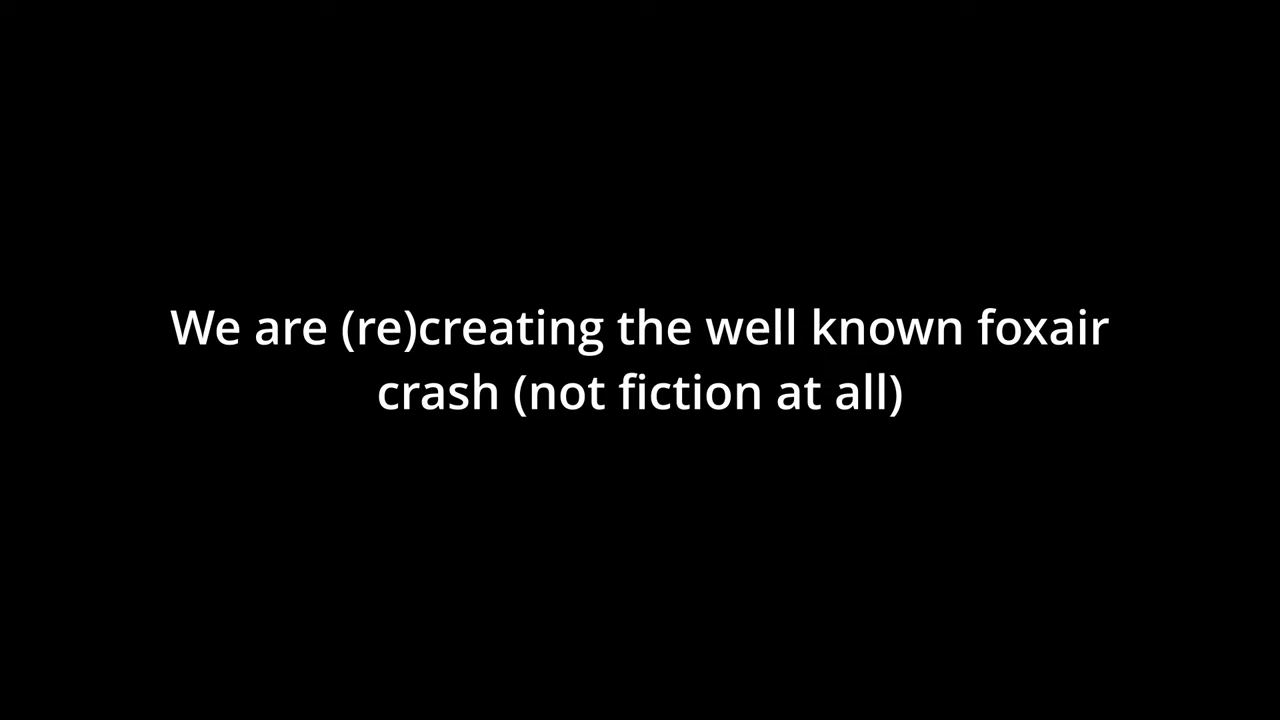 We are (re)creating the well known foxair
crash (not fiction at all)